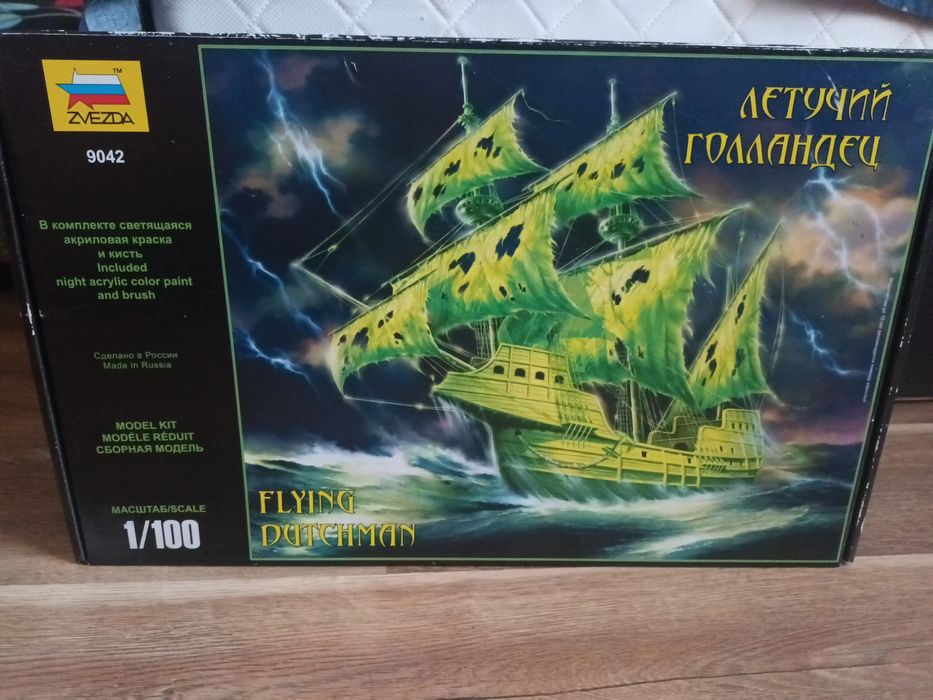 ZVEZDA
TM
9042
В комплекте светящаяся
акриловая краска
и кисть
Included
night acrylic color paint
and brush
Сделано в России
Made in Russia
MODEL KIT
MODÈLE RÉDUIT
СБОРНАЯ МОДЕЛЬ
МАСШТАБ/SCALE
1/100
ЛЕТУЧИЙ
ГОЛЛАНДЕЦ
FLYING
DUTCHMAN